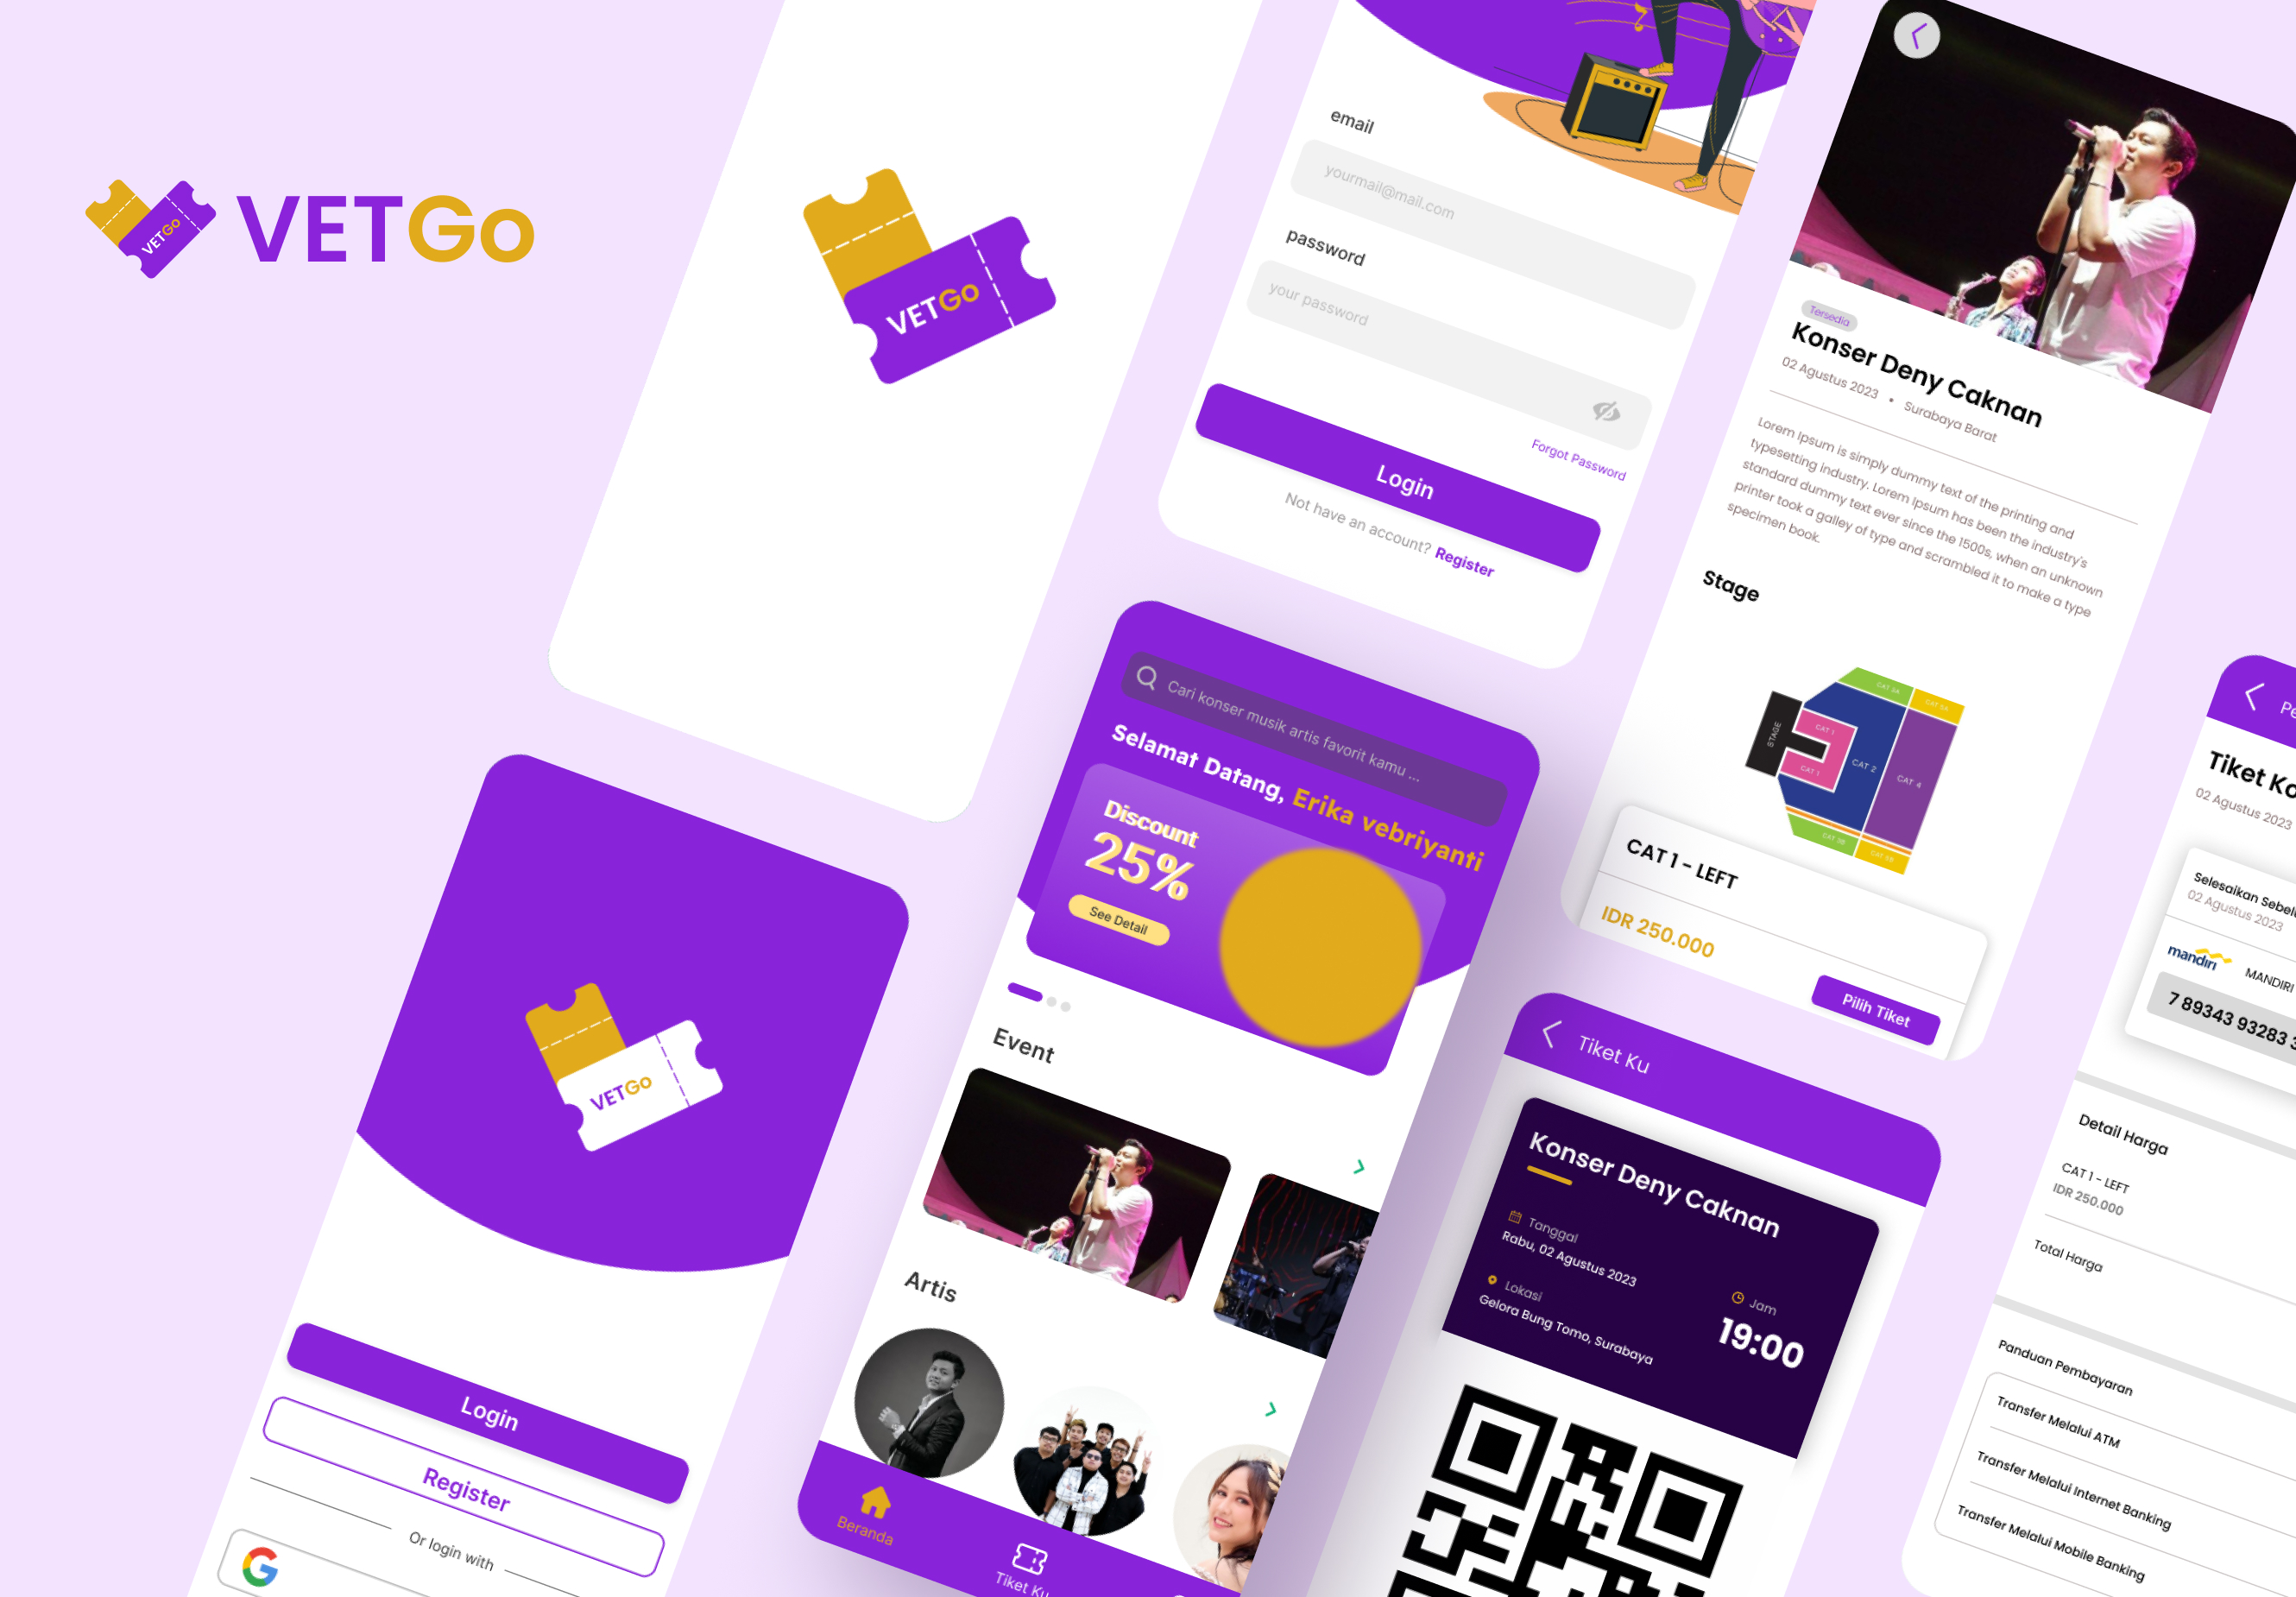 VETGo
VETGo
VETGo
email
yourmail@mail.com
password
your password
Forgot Password
Login
Not have an account? Register
Tersedia
Konser Deny Caknan
02 Agustus 2023 • Surabaya Barat
Lorem Ipsum is simply dummy text of the printing and
typesetting industry. Lorem Ipsum has been the industry's
standard dummy text ever since the 1500s, when an unknown
printer took a galley of type and scrambled it to make a type
specimen book.
Stage
STAGE
CAT 1
CAT 1
CAT 2
CAT 4
CAT 3A
CAT 5A
CAT 3B
CAT 5B
CAT 1 - LEFT
IDR 250.000
Pilih Tiket
VETGo
Login
Register
Or login with
Cari konser musik artis favorit kamu ...
Selamat Datang, Erika vebriyanti
Discount
25%
See Detail
Event
Artis
Beranda
Tiket Ku
Tiket Ku
Konser Deny Caknan
Tanggal
Rabu, 02 Agustus 2023
Lokasi
Gelora Bung Tomo, Surabaya
Jam
19:00
Tiket Ko
02 Agustus 2023
Selesaikan Sebelu
02 Agustus 2023
mandiri MANDIRI
7 89343 93283 3
Detail Harga
CAT 1 - LEFT
IDR 250.000
Total Harga
Panduan Pembayaran
Transfer Melalui ATM
Transfer Melalui Internet Banking
Transfer Melalui Mobile Banking